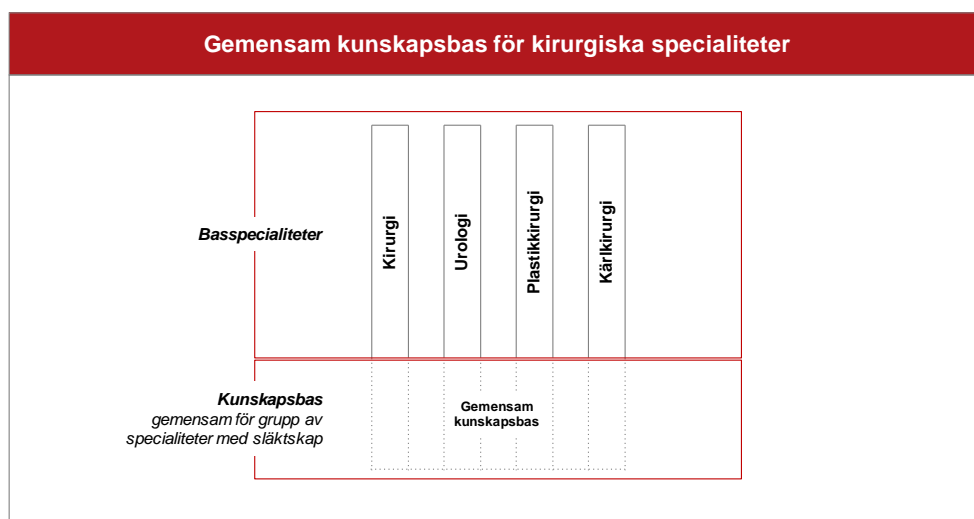 Gemensam kunskapsbas för kirurgiska specialiteter
Basspecialiteter
Kirurgi
Urologi
Plastikkirurgi
Kärlkirurgi
Kunskapsbas
gemensam för grupp av
specialiteter med släktskap
Gemensam
kunskapsbas